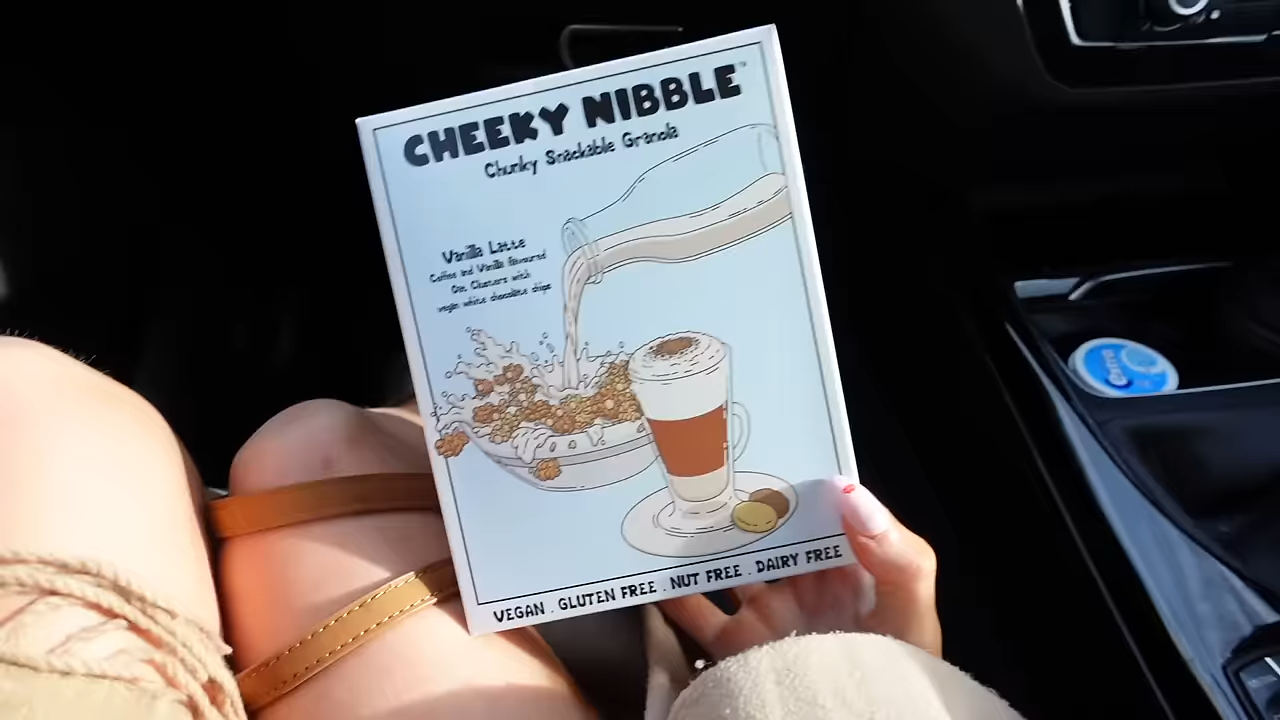 CHEEKY NIBBLE™
Chunky Snackable Granola
Vanilla Latte
Coffee and Vanilla flavoured
Oat Clusters with
vegan white chocolate chips
VEGAN . GLUTEN FREE . NUT FREE . DAIRY FREE
extra